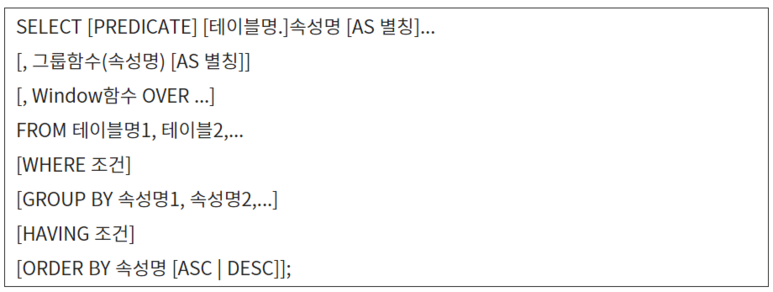 SELECT [PREDICATE] [테이블명.]속성명 [AS 별칭]...
[, 그룹함수(속성명) [AS 별칭]]
[, Window함수 OVER ...]
FROM 테이블명1, 테이블2,...
[WHERE 조건]
[GROUP BY 속성명1, 속성명2,...]
[HAVING 조건]
[ORDER BY 속성명 [ASC | DESC]];